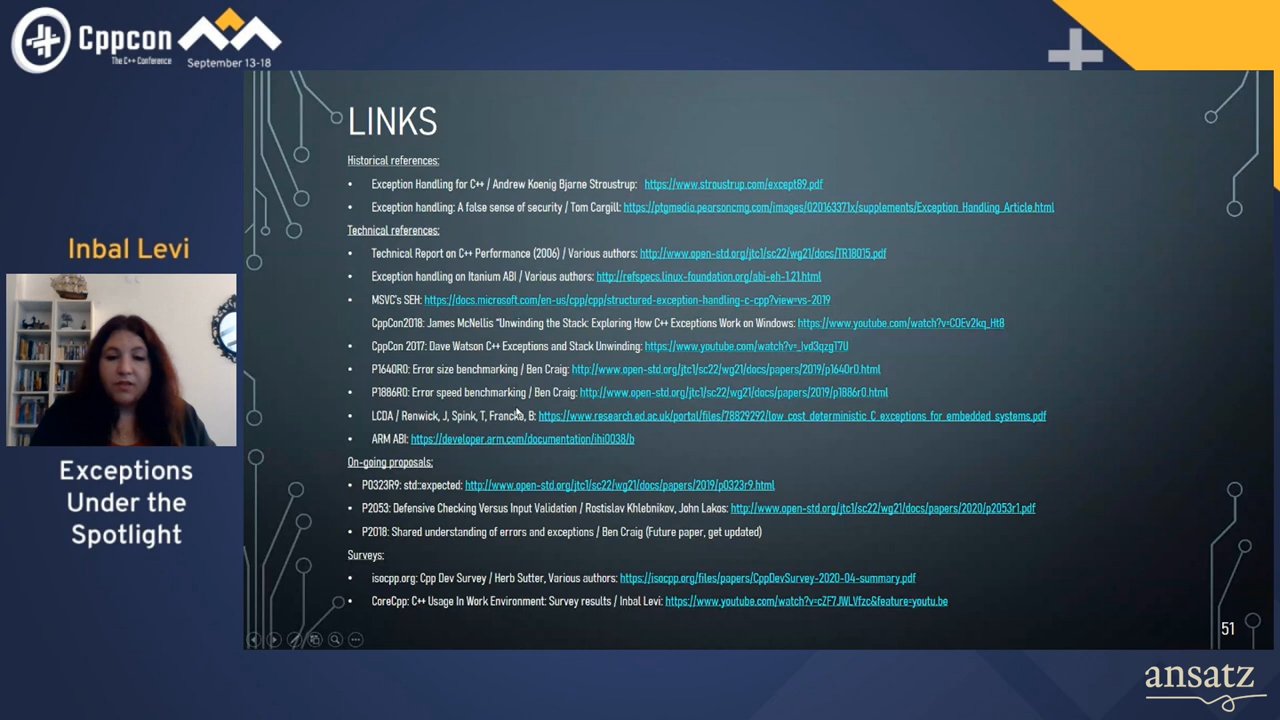 Cppcon
The C++ Conference
September 13-18
LINKS
Historical references:
• Exception Handling for C++ / Andrew Koenig Bjarne Stroustrup: https://www.stroustrup.com/except89.pdf
• Exception handling: A false sense of security / Tom Cargill: https://ptgmedia.pearsoncmg.com/images/020163371x/supplements/Exception_Handling_Article.html
Technical references:
• Technical Report on C++ Performance (2006) / Various authors: http://www.open-std.org/jtc1/sc22/wg21/docs/TR18015.pdf
• Exception handling on Itanium ABI / Various authors: http://refspecs.linux-foundation.org/abi-eh-1.21.html
• MSVC's SEH: https://docs.microsoft.com/en-us/cpp/cpp/structured-exception-handling-c-cpp?view=vs-2019
CppCon2018: James McNellis "Unwinding the Stack: Exploring How C++ Exceptions Work on Windows: https://www.youtube.com/watch?v=COEv2kq_Ht8
• CppCon 2017: Dave Watson C++ Exceptions and Stack Unwinding: https://www.youtube.com/watch?v=_Ivd3qzgT7U
• P1640R0: Error size benchmarking / Ben Craig: http://www.open-std.org/jtc1/sc22/wg21/docs/papers/2019/p1640r0.html
• P1886R0: Error speed benchmarking / Ben Craig: http://www.open-std.org/jtc1/sc22/wg21/docs/papers/2019/p1886r0.html
• LCDA / Renwick, J, Spink, T, Francke, B: https://www.research.ed.ac.uk/portal/files/78829292/low_cost_deterministic_C_exceptions_for_embedded_systems.pdf
• ARM ABI: https://developer.arm.com/documentation/ihi0038/b
On-going proposals:
• P0323R9: std::expected: http://www.open-std.org/jtc1/sc22/wg21/docs/papers/2019/p0323r9.html
• P2053: Defensive Checking Versus Input Validation / Rostislav Khlebnikov, John Lakos: http://www.open-std.org/jtc1/sc22/wg21/docs/papers/2020/p2053r1.pdf
• P2018: Shared understanding of errors and exceptions / Ben Craig (Future paper, get updated)
Surveys:
• isocpp.org: Cpp Dev Survey / Herb Sutter, Various authors: https://isocpp.org/files/papers/CppDevSurvey-2020-04-summary.pdf
• CoreCpp: C++ Usage In Work Environment: Survey results / Inbal Levi: https://www.youtube.com/watch?v=cZF7JWLVfzc&feature=youtu.be
51
Inbal Levi
Exceptions
Under the
Spotlight
ansatz